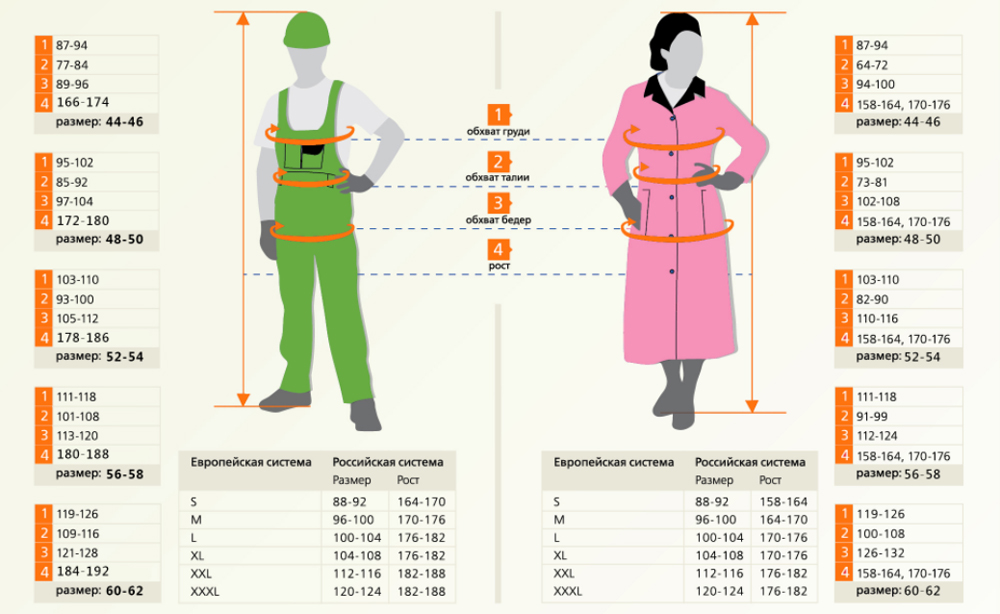 1 87-94
2 77-84
3 89-96
4 166-174
размер: 44-46
1 95-102
2 85-92
3 97-104
4 172-180
размер: 48-50
1 103-110
2 93-100
3 105-112
4 178-186
размер: 52-54
1 111-118
2 101-108
3 113-120
4 180-188
размер: 56-58
1 119-126
2 109-116
3 121-128
4 184-192
размер: 60-62
1
обхват груди
2
обхват талии
3
обхват бедер
4
рост
Европейская система Российская система
Размер Рост
S 88-92 164-170
M 96-100 170-176
L 100-104 176-182
XL 104-108 176-182
XXL 112-116 182-188
XXXL 120-124 182-188
Европейская система Российская система
Размер Рост
S 88-92 158-164
M 96-100 164-170
L 100-104 170-176
XL 104-108 170-176
XXL 112-116 176-182
XXXL 120-124 176-182
1 87-94
2 64-72
3 94-100
4 158-164, 170-176
размер: 44-46
1 95-102
2 73-81
3 102-108
4 158-164, 170-176
размер: 48-50
1 103-110
2 82-90
3 110-116
4 158-164, 170-176
размер: 52-54
1 111-118
2 91-99
3 112-124
4 158-164, 170-176
размер: 56-58
1 119-126
2 100-108
3 126-132
4 158-164, 170-176
размер: 60-62